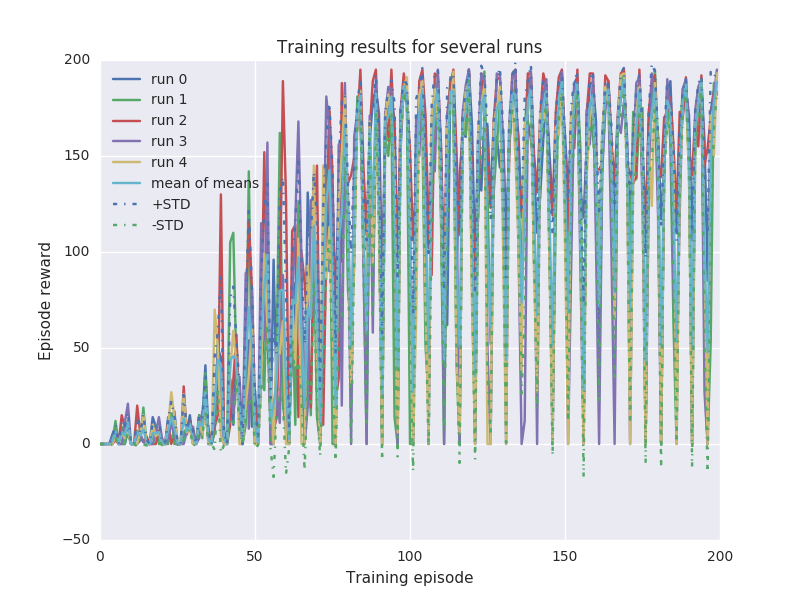 Training results for several runs
200
150
100
50
0
−50
Episode reward
run 0
run 1
run 2
run 3
run 4
mean of means
+STD
-STD
0
50
100
150
200
Training episode